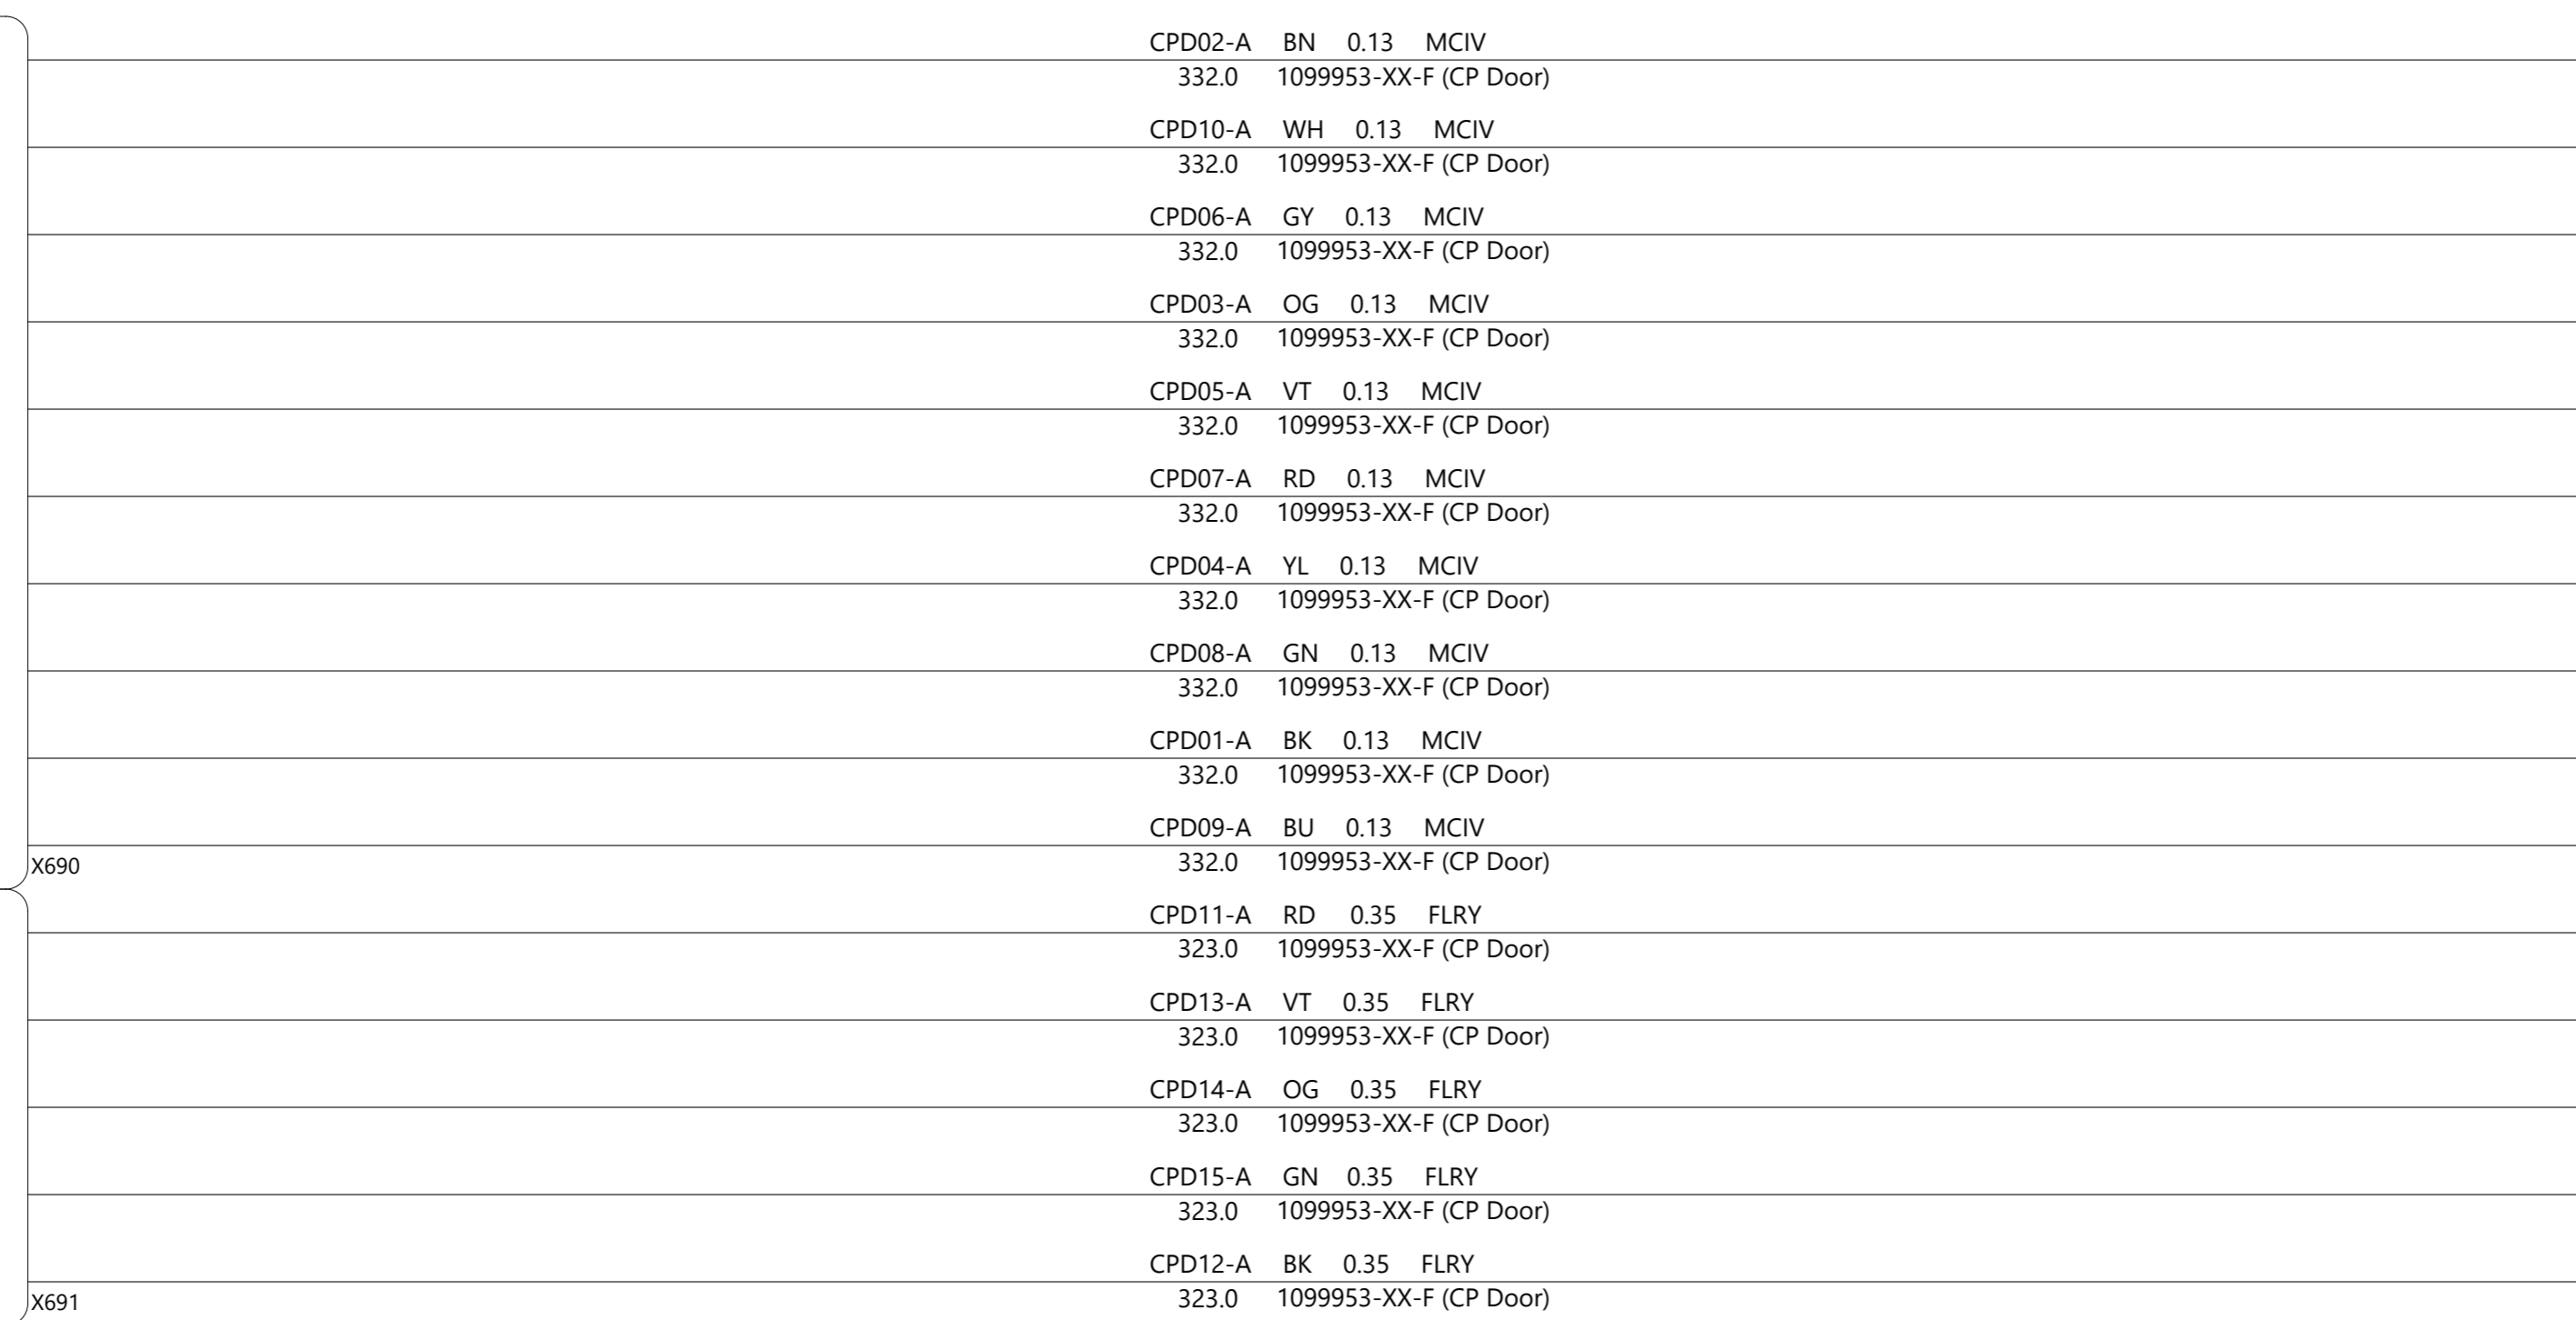 CPD02-A BN 0.13 MCIV
332.0 1099953-XX-F (CP Door)
CPD10-A WH 0.13 MCIV
332.0 1099953-XX-F (CP Door)
CPD06-A GY 0.13 MCIV
332.0 1099953-XX-F (CP Door)
CPD03-A OG 0.13 MCIV
332.0 1099953-XX-F (CP Door)
CPD05-A VT 0.13 MCIV
332.0 1099953-XX-F (CP Door)
CPD07-A RD 0.13 MCIV
332.0 1099953-XX-F (CP Door)
CPD04-A YL 0.13 MCIV
332.0 1099953-XX-F (CP Door)
CPD08-A GN 0.13 MCIV
332.0 1099953-XX-F (CP Door)
CPD01-A BK 0.13 MCIV
332.0 1099953-XX-F (CP Door)
CPD09-A BU 0.13 MCIV
X690 332.0 1099953-XX-F (CP Door)
CPD11-A RD 0.35 FLRY
323.0 1099953-XX-F (CP Door)
CPD13-A VT 0.35 FLRY
323.0 1099953-XX-F (CP Door)
CPD14-A OG 0.35 FLRY
323.0 1099953-XX-F (CP Door)
CPD15-A GN 0.35 FLRY
323.0 1099953-XX-F (CP Door)
CPD12-A BK 0.35 FLRY
X691 323.0 1099953-XX-F (CP Door)